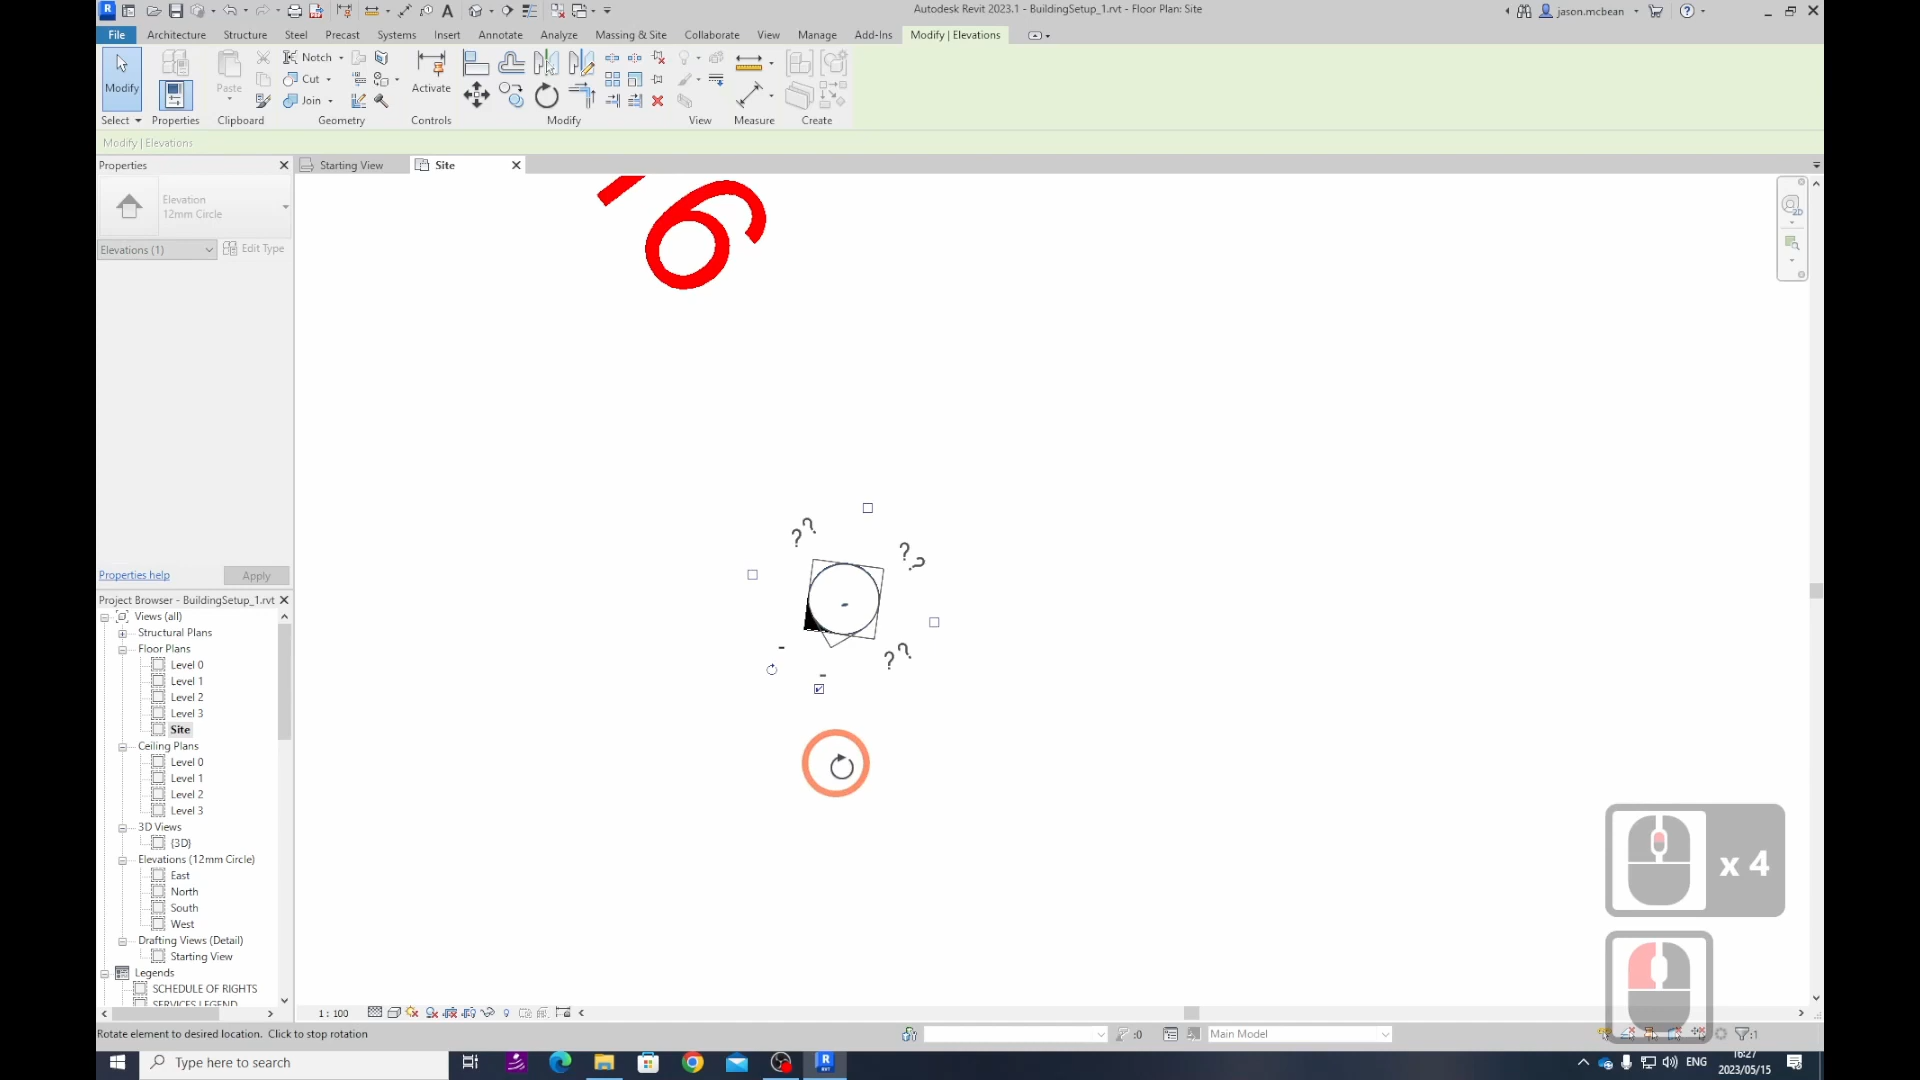 Autodesk Revit 2023.1 - BuildingSetup_1.rvt - Floor Plan: Site
jason.mcbean
File Architecture Structure Steel Precast Systems Insert Annotate Analyze Massing & Site Collaborate View Manage Add-Ins Modify | Elevations
Modify Notch Cut Join Paste Activate
Select Properties Clipboard Geometry Controls Modify View Measure Create
Modify | Elevations
Properties
Starting View
Site
Elevation
12mm Circle
Elevations (1)
Edit Type
Properties help
Apply
Project Browser - BuildingSetup_1.rvt
Views (all)
Structural Plans
Floor Plans
Level 0
Level 1
Level 2
Level 3
Site
Ceiling Plans
Level 0
Level 1
Level 2
Level 3
3D Views
{3D}
Elevations (12mm Circle)
East
North
South
West
Drafting Views (Detail)
Starting View
Legends
SCHEDULE OF RIGHTS
SERVICES LEGEND
6
? ?
? ?
? ?
-
-
x 4
1 : 100
Rotate element to desired location. Click to stop rotation
:0
Main Model
:1
Type here to search
ENG
16:27
2023/05/15